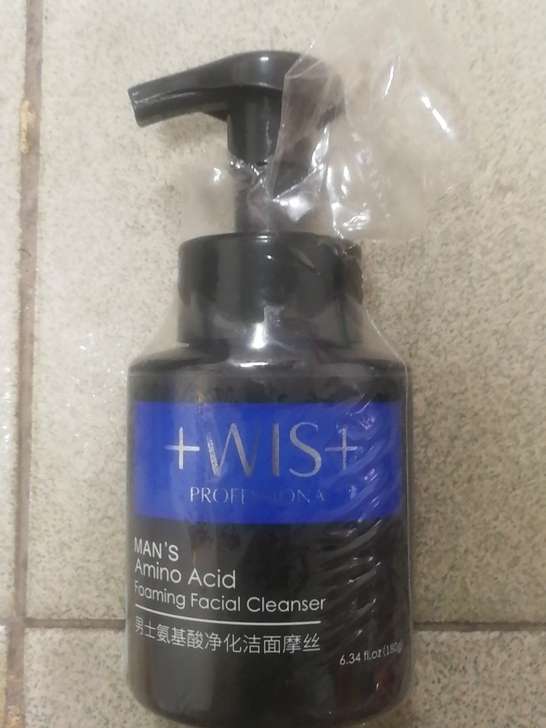 +WIS+
PROFESSIONAL
MAN'S
Amino Acid
Foaming Facial Cleanser
男士氨基酸净化洁面摩丝
6.34 fl.oz (180g)